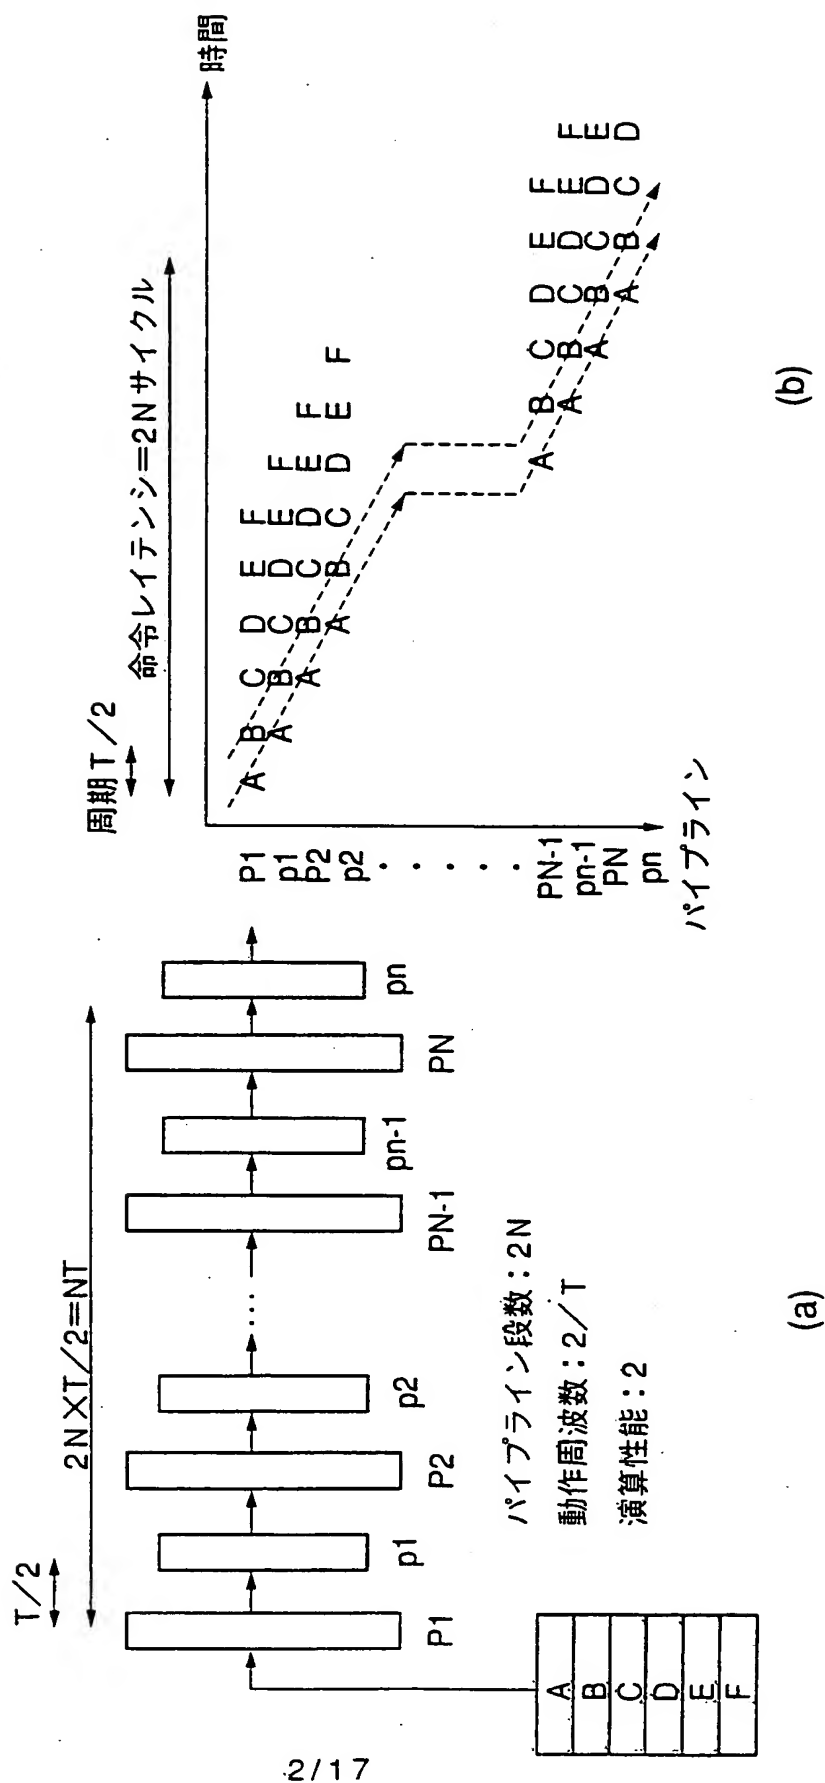 T/2
2N×T/2=NT
P1
p1
P2
p2
...
PN-1
pn-1
PN
pn
A
B
C
D
E
F
パイプライン段数:2N
動作周波数:2/T
演算性能:2
(a)
周期T/2
命令レイテンシ=2Nサイクル
時間
P1 A B C D E F
p1 A B C D E F
P2 A B C D E F
p2 A B C D E F
・・・・・・
PN-1 A B C D E F
pn-1 A B C D E F
PN A B C D E
pn A B C D
パイプライン
(b)
2/17